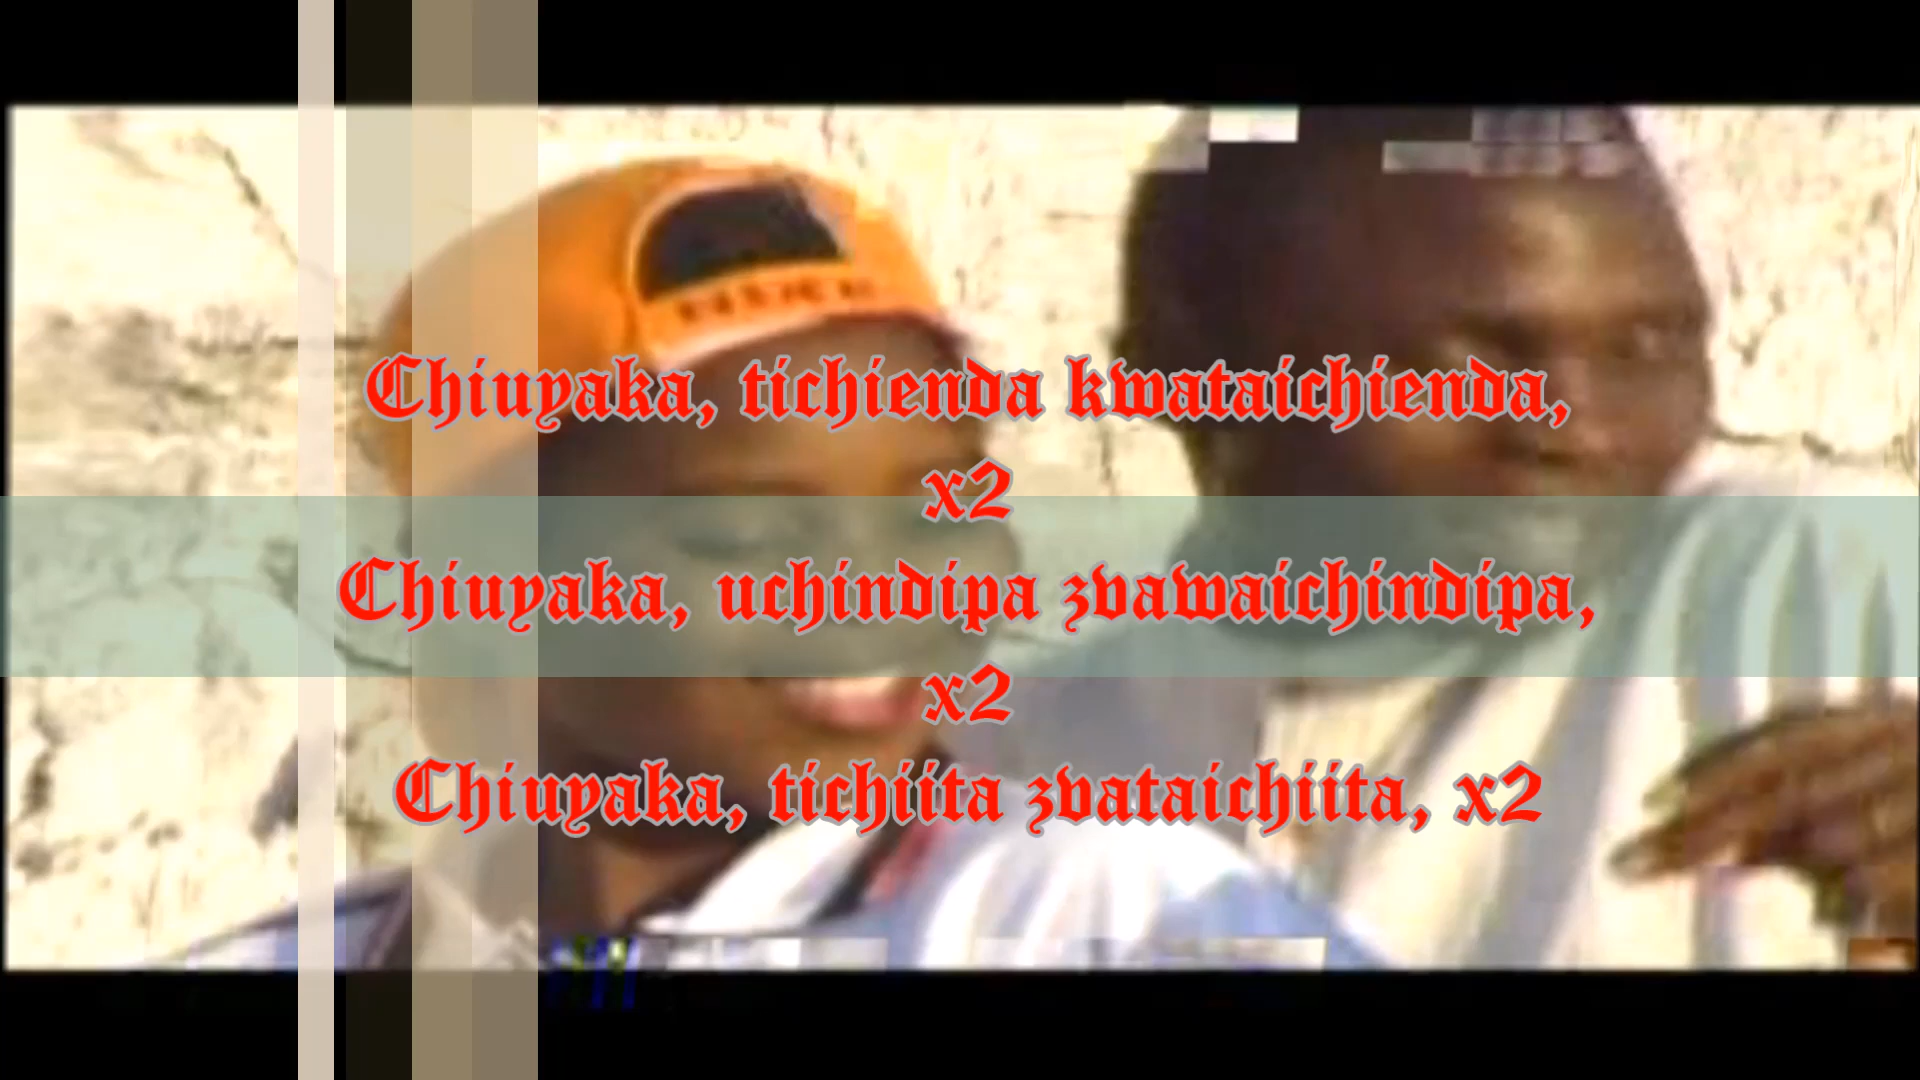 Chiuyaka, tichienda kwataichienda,
x2
Chiuyaka, uchindipa zvawaichindipa,
x2
Chiuyaka, tichiita zvataichiita, x2